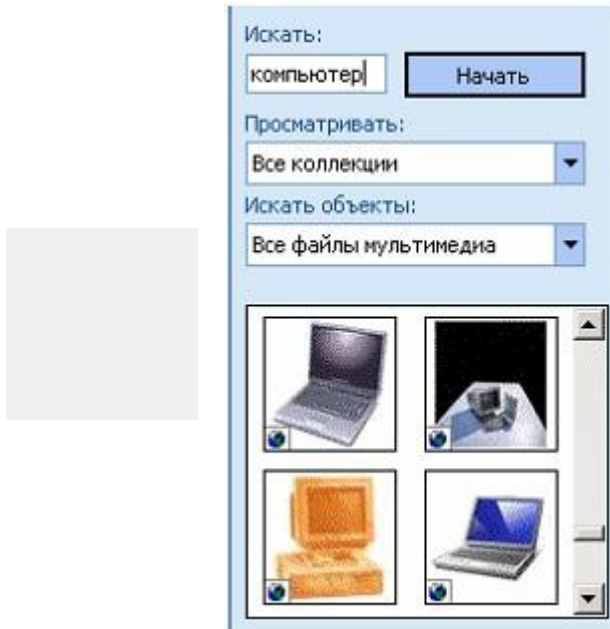 Искать:
компьютер Начать
Просматривать:
Все коллекции
Искать объекты:
Все файлы мультимедиа